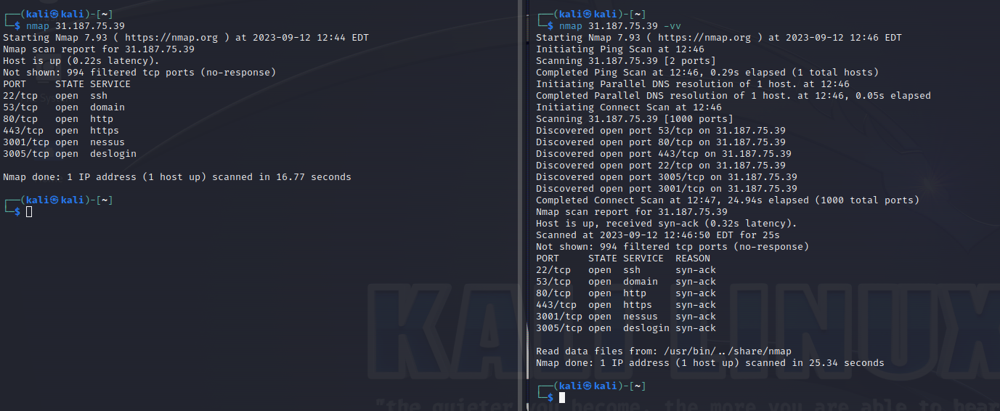 ┌──(kali㉿kali)-[~]
└─$ nmap 31.187.75.39
Starting Nmap 7.93 ( https://nmap.org ) at 2023-09-12 12:44 EDT
Nmap scan report for 31.187.75.39
Host is up (0.22s latency).
Not shown: 994 filtered tcp ports (no-response)
PORT     STATE SERVICE
22/tcp   open  ssh
53/tcp   open  domain
80/tcp   open  http
443/tcp  open  https
3001/tcp open  nessus
3005/tcp open  deslogin
Nmap done: 1 IP address (1 host up) scanned in 16.77 seconds
┌──(kali㉿kali)-[~]
└─$
┌──(kali㉿kali)-[~]
└─$ nmap 31.187.75.39 -vv
Starting Nmap 7.93 ( https://nmap.org ) at 2023-09-12 12:46 EDT
Initiating Ping Scan at 12:46
Scanning 31.187.75.39 [2 ports]
Completed Ping Scan at 12:46, 0.29s elapsed (1 total hosts)
Initiating Parallel DNS resolution of 1 host. at 12:46
Completed Parallel DNS resolution of 1 host. at 12:46, 0.05s elapsed
Initiating Connect Scan at 12:46
Scanning 31.187.75.39 [1000 ports]
Discovered open port 53/tcp on 31.187.75.39
Discovered open port 80/tcp on 31.187.75.39
Discovered open port 443/tcp on 31.187.75.39
Discovered open port 22/tcp on 31.187.75.39
Discovered open port 3005/tcp on 31.187.75.39
Discovered open port 3001/tcp on 31.187.75.39
Completed Connect Scan at 12:47, 24.94s elapsed (1000 total ports)
Nmap scan report for 31.187.75.39
Host is up, received syn-ack (0.32s latency).
Scanned at 2023-09-12 12:46:50 EDT for 25s
Not shown: 994 filtered tcp ports (no-response)
PORT     STATE SERVICE  REASON
22/tcp   open  ssh      syn-ack
53/tcp   open  domain   syn-ack
80/tcp   open  http     syn-ack
443/tcp  open  https    syn-ack
3001/tcp open  nessus   syn-ack
3005/tcp open  deslogin syn-ack
Read data files from: /usr/bin/../share/nmap
Nmap done: 1 IP address (1 host up) scanned in 25.34 seconds
┌──(kali㉿kali)-[~]
└─$
KALI LINUX
"the quieter you become, the more you are able to hear